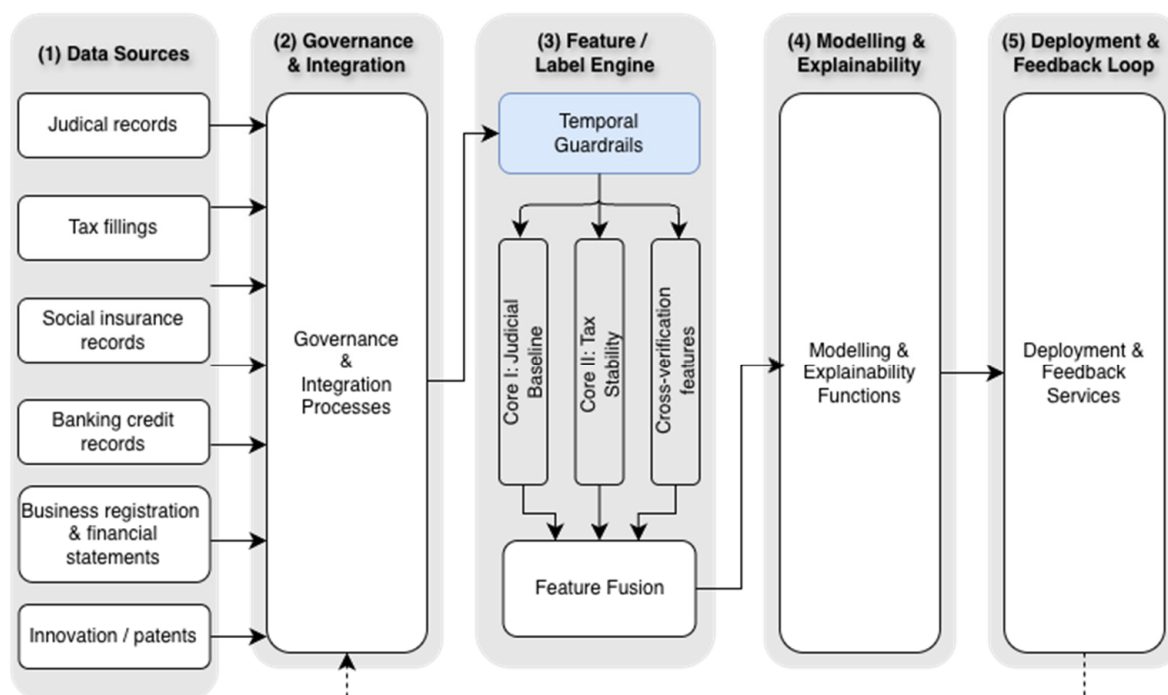 (1) Data Sources
Judical records
Tax fillings
Social insurance
records
Banking credit
records
Business registration
& financial
statements
Innovation / patents
(2) Governance
& Integration
Governance
&
Integration
Processes
(3) Feature /
Label Engine
Temporal
Guardrails
Core I: Judicial
Baseline
Core II: Tax
Stability
Cross-verification
features
Feature Fusion
(4) Modelling &
Explainability
Modelling &
Explainability
Functions
(5) Deployment &
Feedback Loop
Deployment &
Feedback
Services